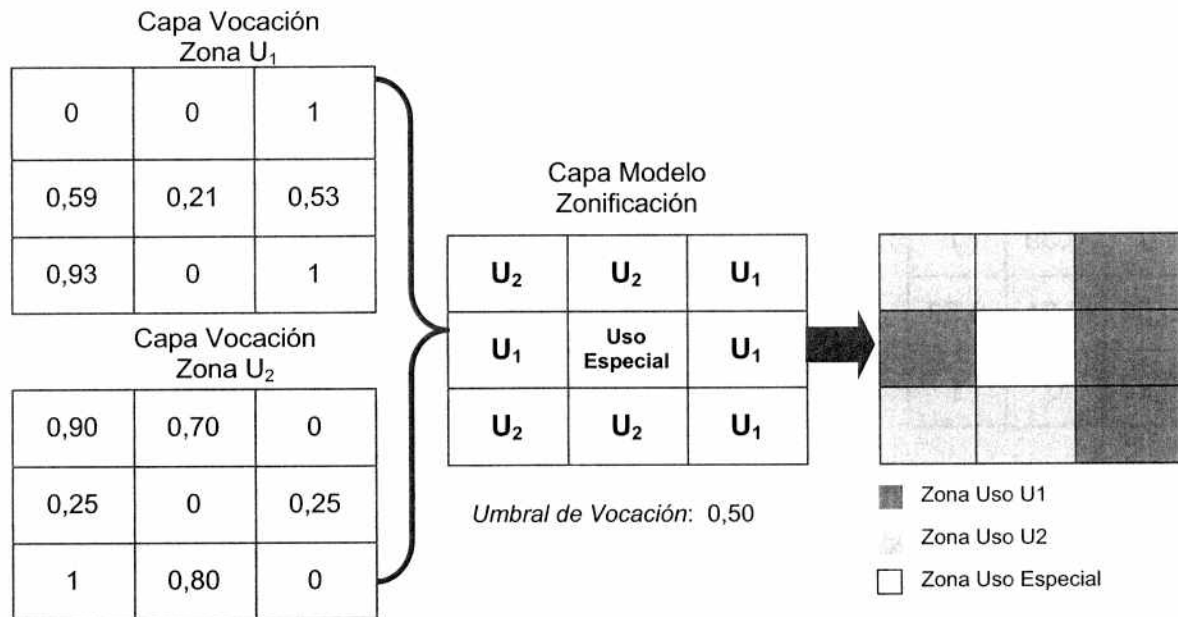 Capa Vocación
Zona U₁
0 0 1
0,59 0,21 0,53
0,93 0 1
Capa Vocación
Zona U₂
0,90 0,70 0
0,25 0 0,25
1 0,80 0
Capa Modelo
Zonificación
U₂ U₂ U₁
U₁ Uso Especial U₁
U₂ U₂ U₁
Umbral de Vocación: 0,50
Zona Uso U1
Zona Uso U2
Zona Uso Especial